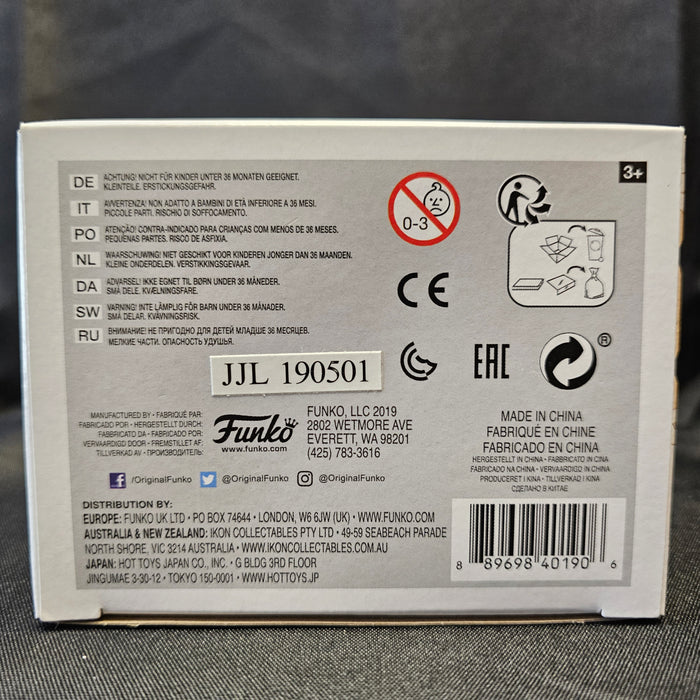 3+
DE ACHTUNG! NICHT FÜR KINDER UNTER 36 MONATEN GEEIGNET.
KLEINTEILE. ERSTICKUNGSGEFAHR.
IT AVVERTENZA: NON ADATTO A BAMBINI DI ETÀ INFERIORE A 36 MESI.
PICCOLE PARTI. RISCHIO DI SOFFOCAMENTO.
PO ATENÇÃO! CONTRA-INDICADO PARA CRIANÇAS COM MENOS DE 36 MESES.
PEQUENAS PARTES. RISCO DE ASFIXIA.
NL WAARSCHUWING! NIET GESCHIKT VOOR KINDEREN JONGER DAN 36 MAANDEN.
KLEINE ONDERDELEN. VERSTIKKINGSGEVAAR.
DA ADVARSEL! IKKE EGNET TIL BØRN UNDER 36 MÅNEDER.
SMÅ DELE. KVÆLNINGSFARE.
SW VARNING! INTE LÄMPLIG FÖR BARN UNDER 36 MÅNADER.
SMÅ DELAR. KVÄVNINGSRISK.
RU ВНИМАНИЕ! НЕ ПРИГОДНО ДЛЯ ДЕТЕЙ МЛАДШЕ 36 МЕСЯЦЕВ.
МЕЛКИЕ ЧАСТИ. ОПАСНОСТЬ УДУШЬЯ.
0-3
CE
EAC
®
JJL 190501
MANUFACTURED BY • FABRIQUÉ PAR:
FABRICADO POR • HERGESTELLT DURCH:
FABBRICATO DA • FABRICADO POR:
VERVAARDIGD DOOR • FREMSTILLET AF:
TILLVERKAD AV • ПРОИЗВОДИТЕЛЬ:
Funko
www.funko.com
FUNKO, LLC 2019
2802 WETMORE AVE
EVERETT, WA 98201
(425) 783-3616
MADE IN CHINA
FABRIQUÉ EN CHINE
FABRICADO EN CHINA
HERGESTELLT IN CHINA • FABBRICATO IN CINA
FABRICADO NA CHINA • VERVAARDIGD IN CHINA
PRODUCERET I KINA • TILLVERKAD I KINA
СДЕЛАНО В КИТАЕ
/OriginalFunko @OriginalFunko @OriginalFunko
DISTRIBUTION BY:
EUROPE: FUNKO UK LTD • PO BOX 74644 • LONDON, W6 6JW (UK) • WWW.FUNKO.COM
AUSTRALIA & NEW ZEALAND: IKON COLLECTABLES PTY LTD • 49-59 SEABEACH PARADE
NORTH SHORE, VIC 3214 AUSTRALIA • WWW.IKONCOLLECTABLES.COM.AU
JAPAN: HOT TOYS JAPAN CO., INC. • G BLDG 3RD FLOOR
JINGUMAE 3-30-12 • TOKYO 150-0001 • WWW.HOTTOYS.JP
8 89698 40190 6